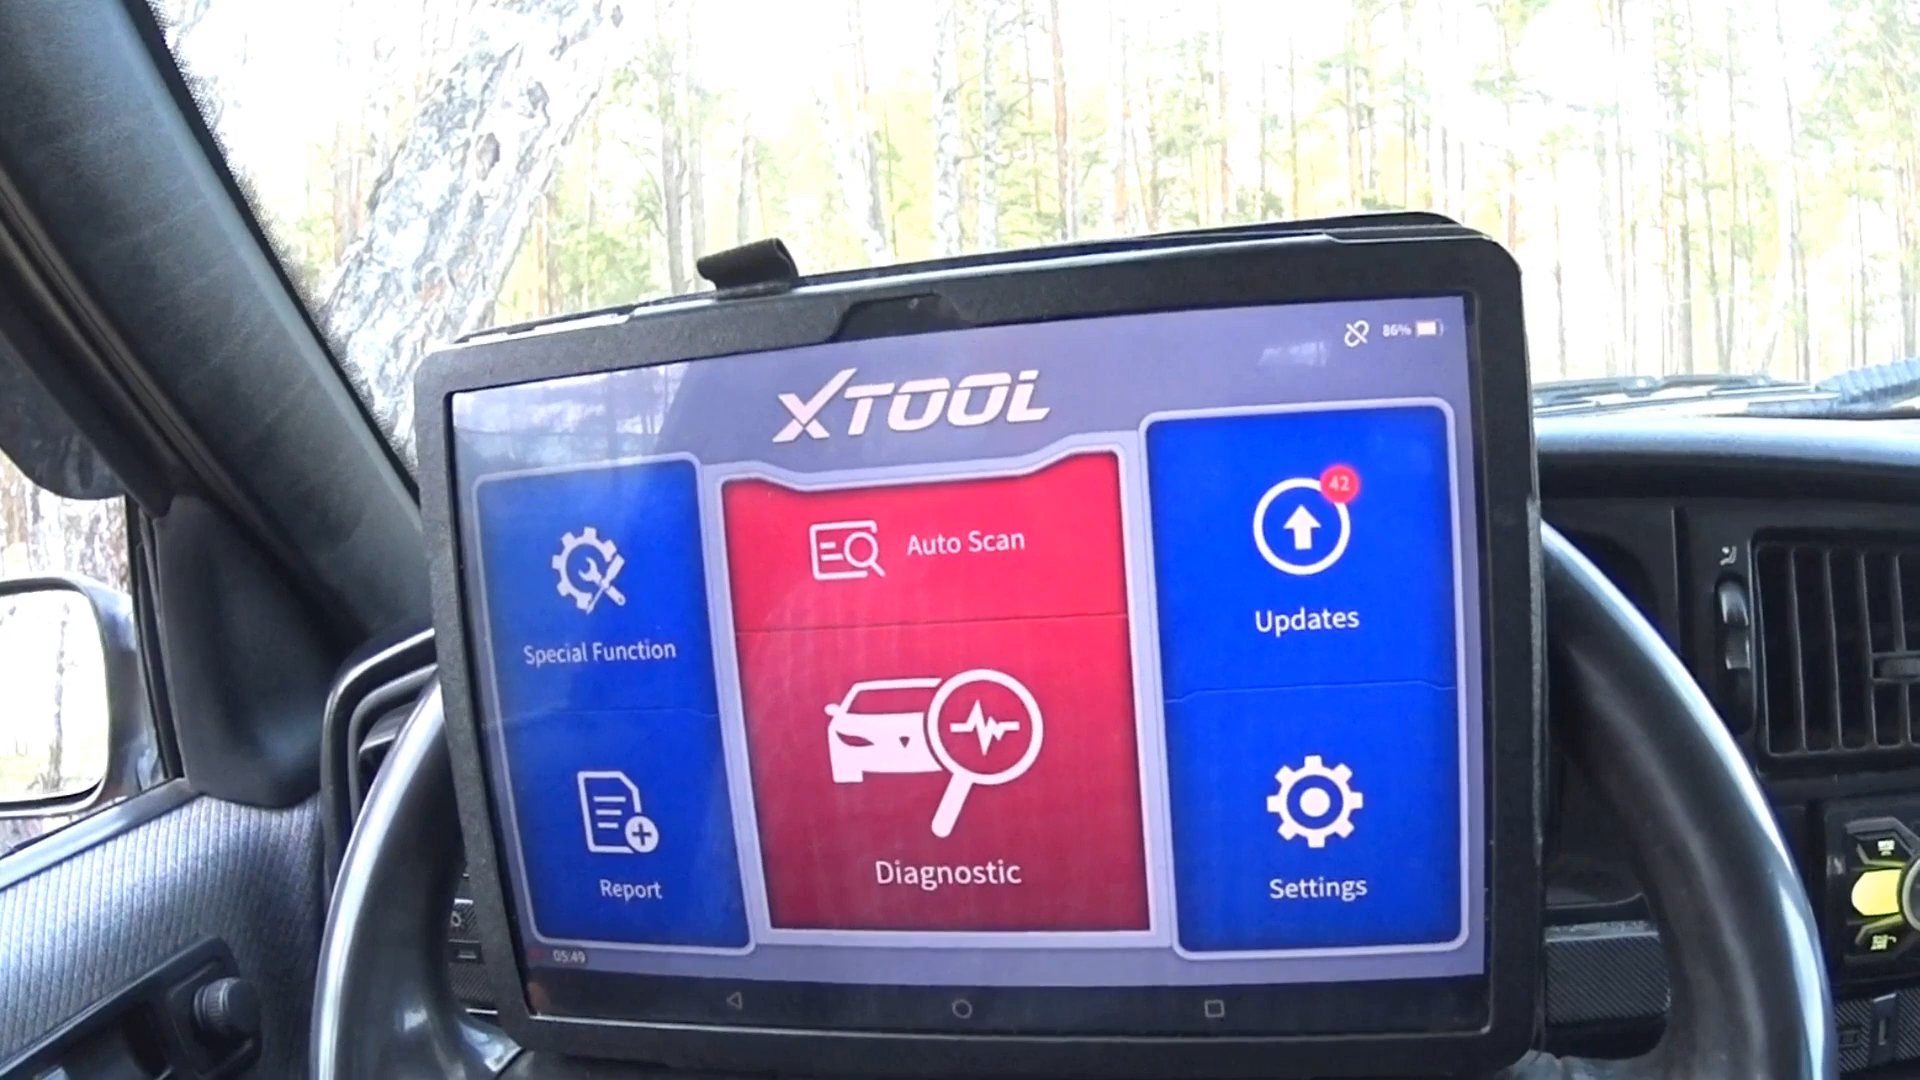 86%
XTOOL
42
Auto Scan
Updates
Special Function
Diagnostic
Report
Settings
05:49